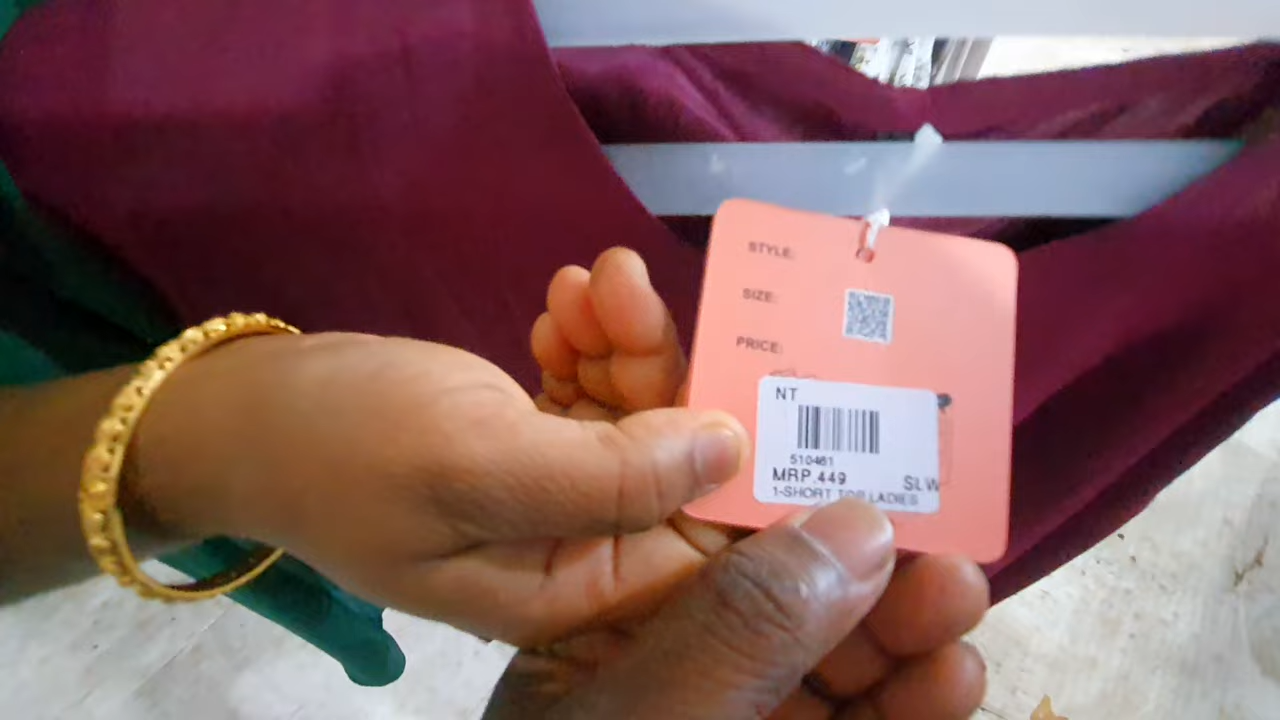 STYLE:
SIZE:
PRICE:
NT
510461
MRP.449 SLW
1-SHORT TOP LADIES